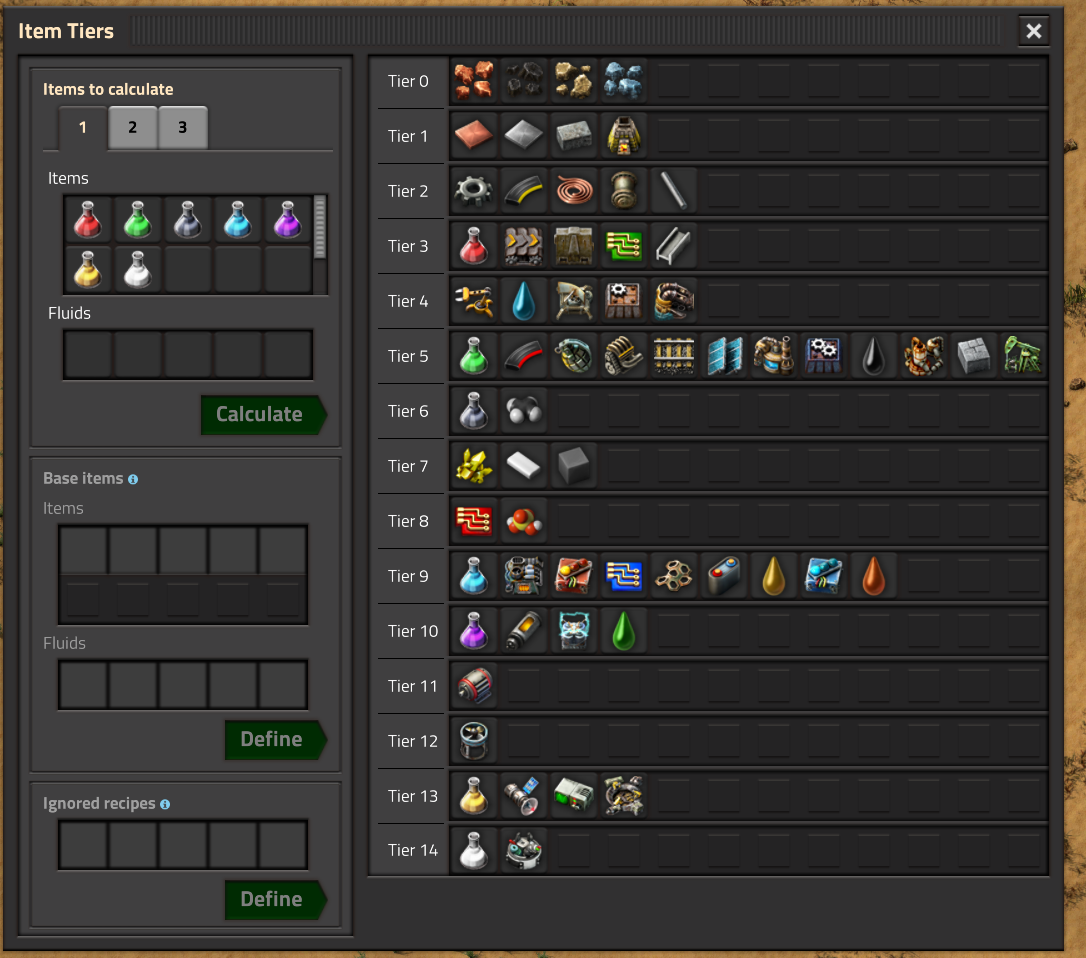 Item Tiers
Items to calculate
1 2 3
Items
Fluids
Calculate
Base items
Items
Fluids
Define
Ignored recipes
Define
Tier 0
Tier 1
Tier 2
Tier 3
Tier 4
Tier 5
Tier 6
Tier 7
Tier 8
Tier 9
Tier 10
Tier 11
Tier 12
Tier 13
Tier 14